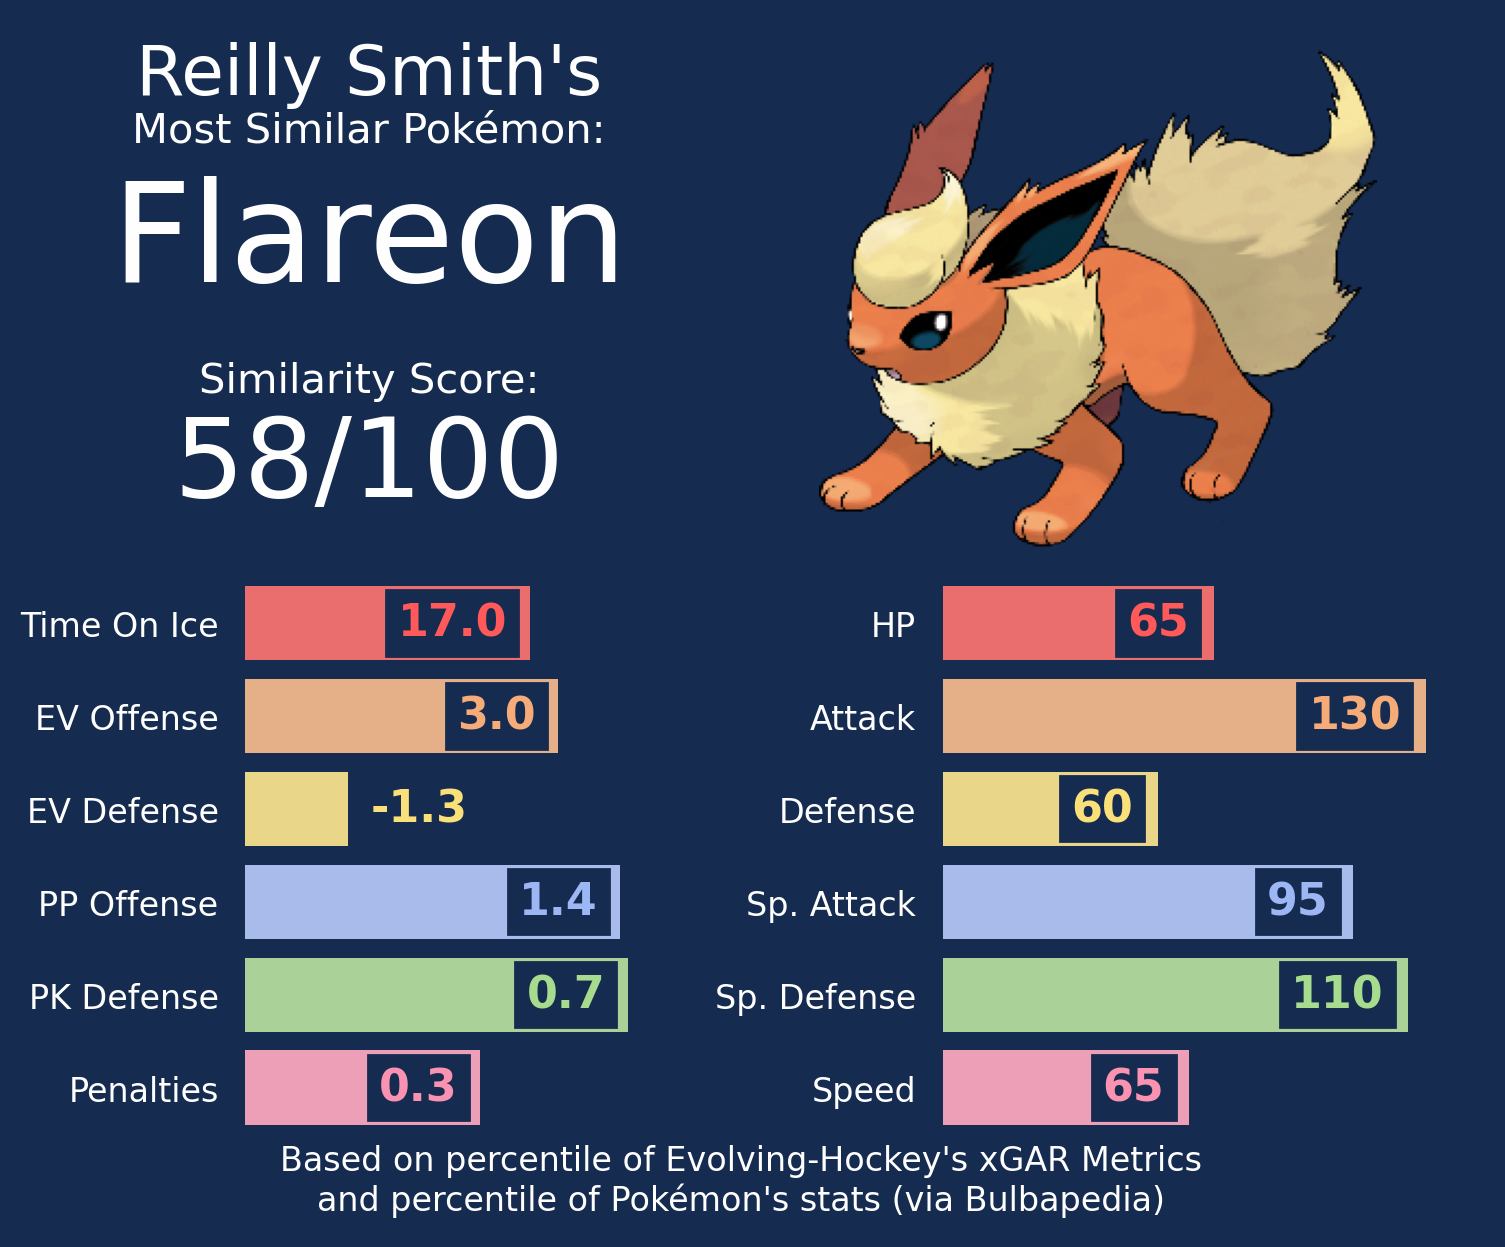 Reilly Smith's
Most Similar Pokémon:
Flareon
Similarity Score:
58/100
Time On Ice 17.0
EV Offense 3.0
EV Defense -1.3
PP Offense 1.4
PK Defense 0.7
Penalties 0.3
HP 65
Attack 130
Defense 60
Sp. Attack 95
Sp. Defense 110
Speed 65
Based on percentile of Evolving-Hockey's xGAR Metrics
and percentile of Pokémon's stats (via Bulbapedia)